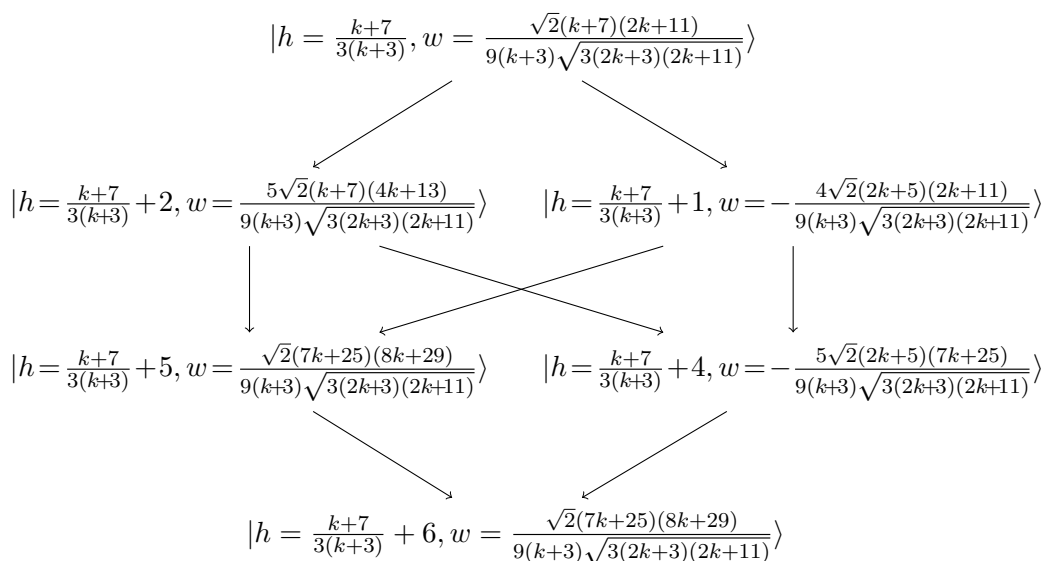 |h = \frac{k+7}{3(k+3)}, w = \frac{\sqrt{2}(k+7)(2k+11)}{9(k+3)\sqrt{3(2k+3)(2k+11)}}⟩
|h = \frac{k+7}{3(k+3)} + 2, w = \frac{5\sqrt{2}(k+7)(4k+13)}{9(k+3)\sqrt{3(2k+3)(2k+11)}}⟩ |h = \frac{k+7}{3(k+3)} + 1, w = -\frac{4\sqrt{2}(2k+5)(2k+11)}{9(k+3)\sqrt{3(2k+3)(2k+11)}}⟩
|h = \frac{k+7}{3(k+3)} + 5, w = \frac{\sqrt{2}(7k+25)(8k+29)}{9(k+3)\sqrt{3(2k+3)(2k+11)}}⟩ |h = \frac{k+7}{3(k+3)} + 4, w = -\frac{5\sqrt{2}(2k+5)(7k+25)}{9(k+3)\sqrt{3(2k+3)(2k+11)}}⟩
|h = \frac{k+7}{3(k+3)} + 6, w = \frac{\sqrt{2}(7k+25)(8k+29)}{9(k+3)\sqrt{3(2k+3)(2k+11)}}⟩